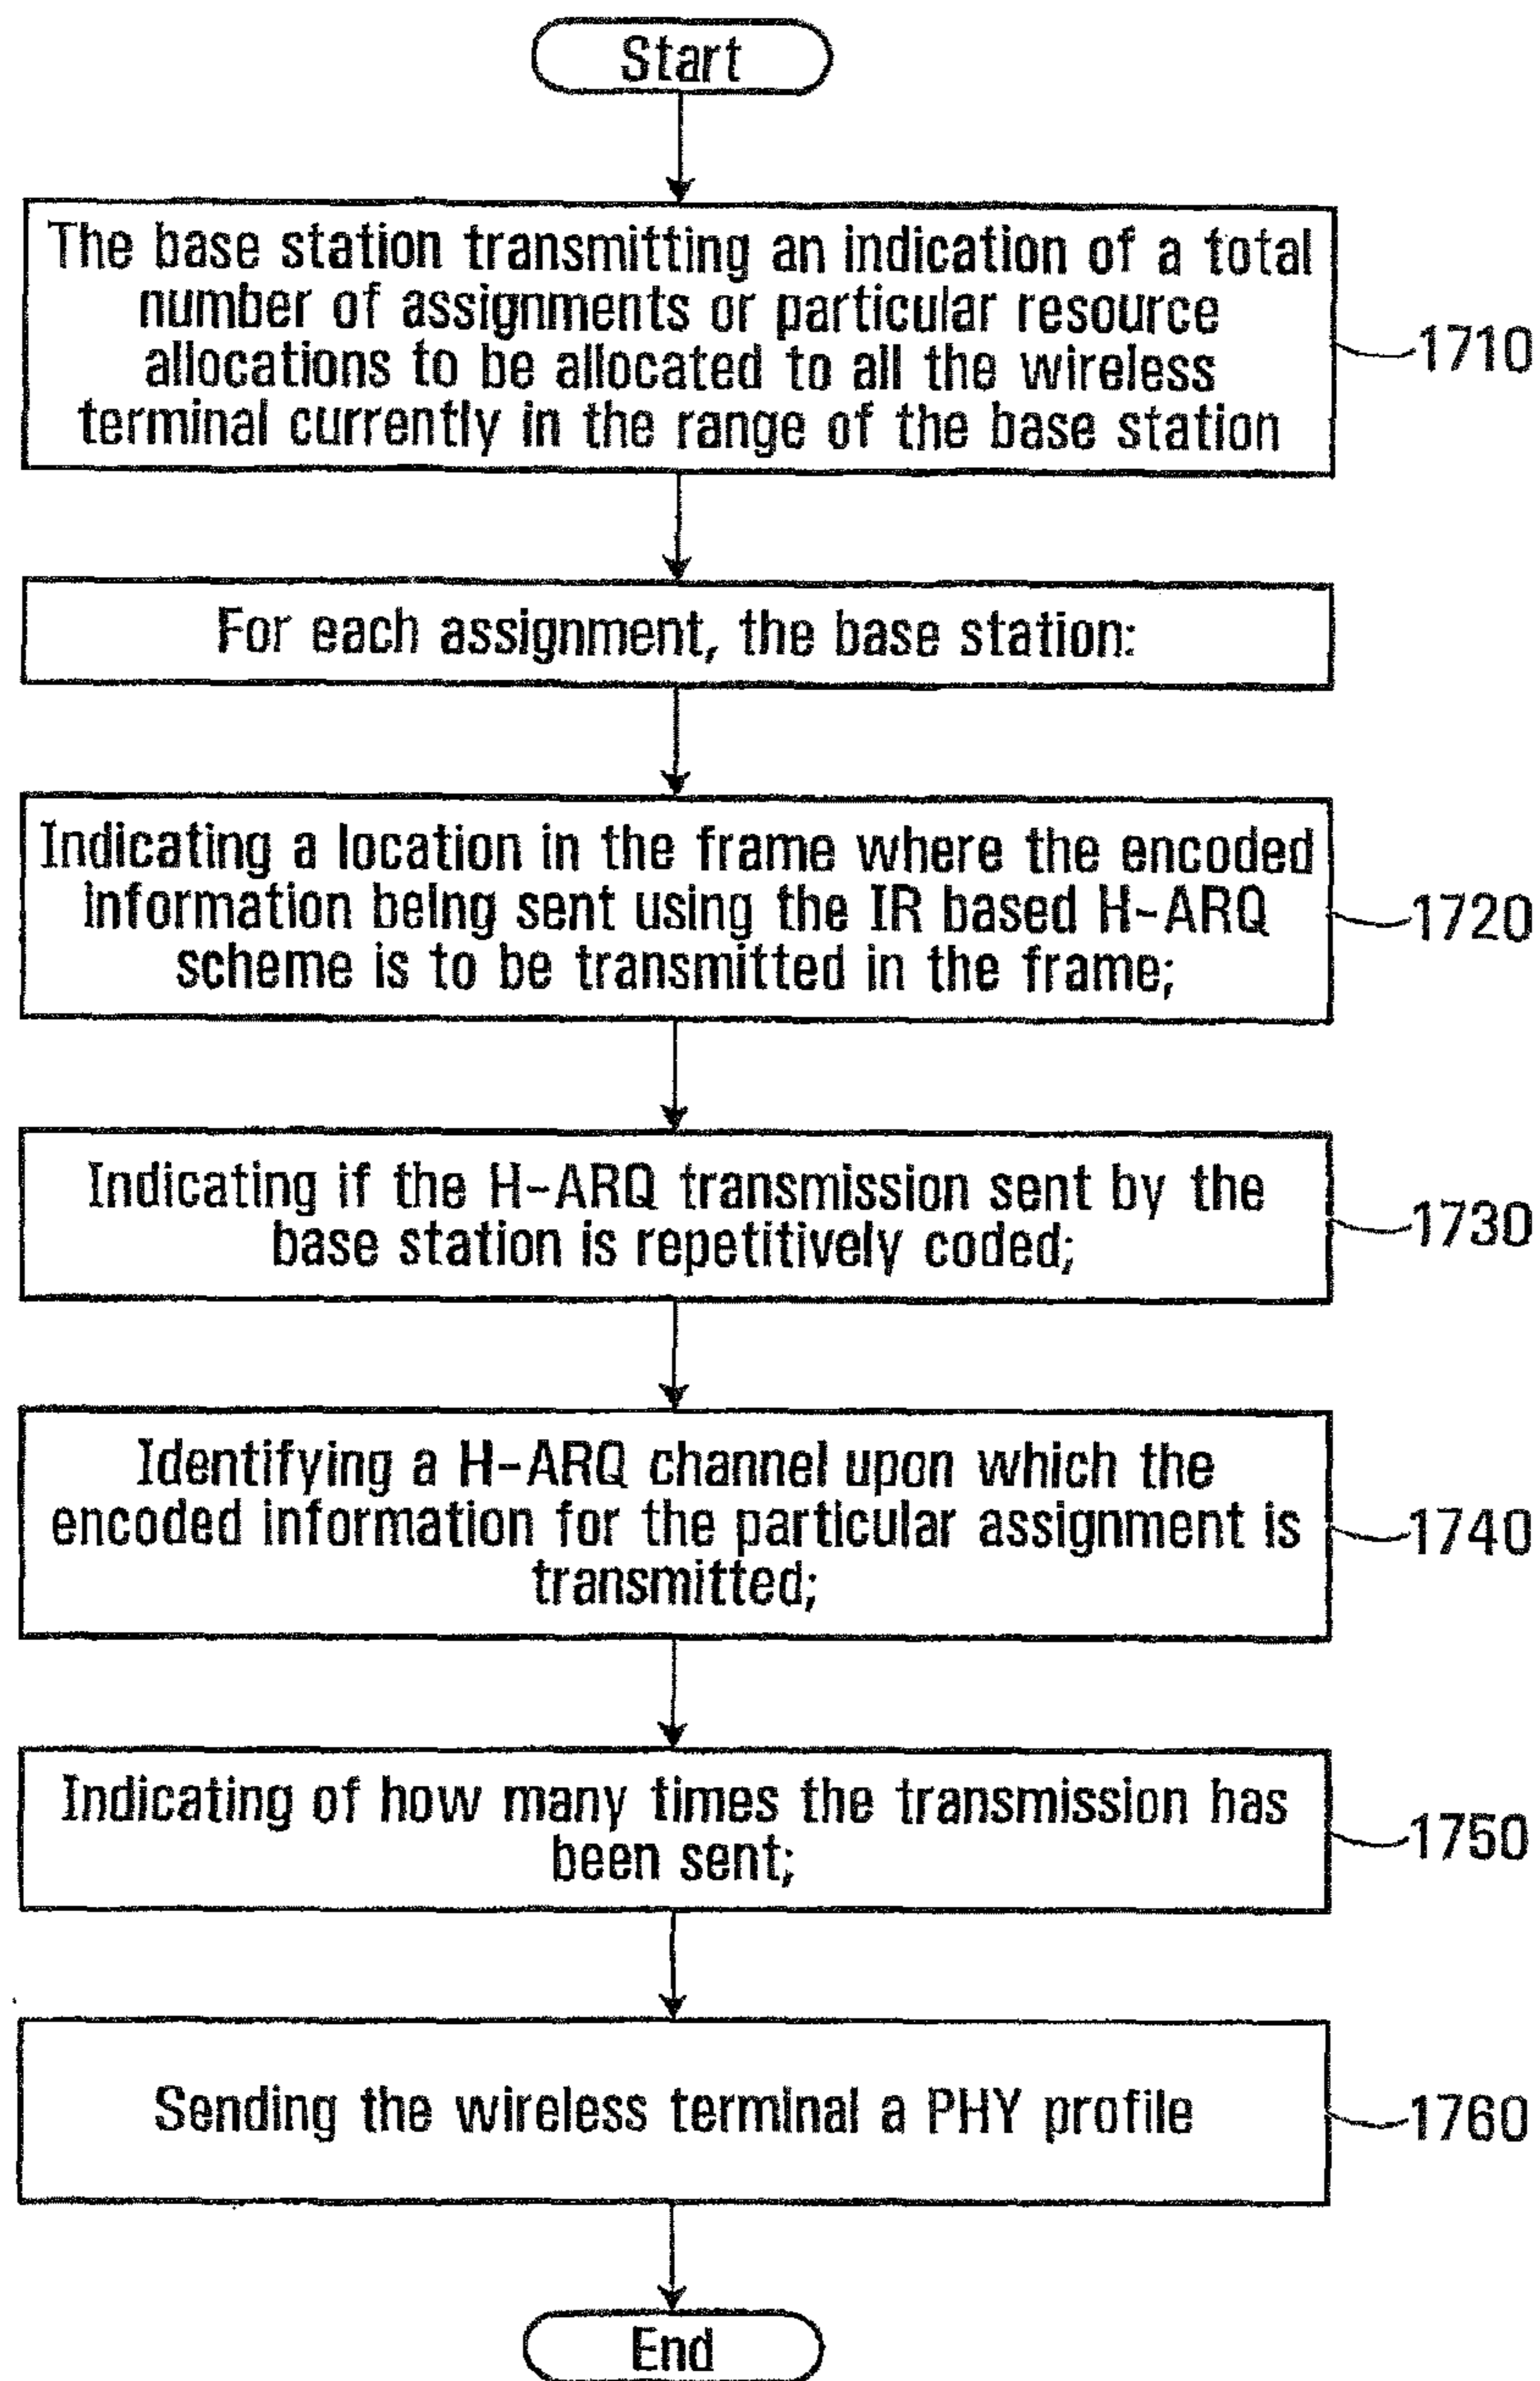 Start
The base station transmitting an indication of a total
number of assignments or particular resource
allocations to be allocated to all the wireless
terminal currently in the range of the base station
1710
For each assignment, the base station:
Indicating a location in the frame where the encoded
information being sent using the IR based H-ARQ
scheme is to be transmitted in the frame;
1720
Indicating if the H-ARQ transmission sent by the
base station is repetitively coded;
1730
Identifying a H-ARQ channel upon which the
encoded information for the particular assignment is
transmitted;
1740
Indicating of how many times the transmission has
been sent;
1750
Sending the wireless terminal a PHY profile
1760
End